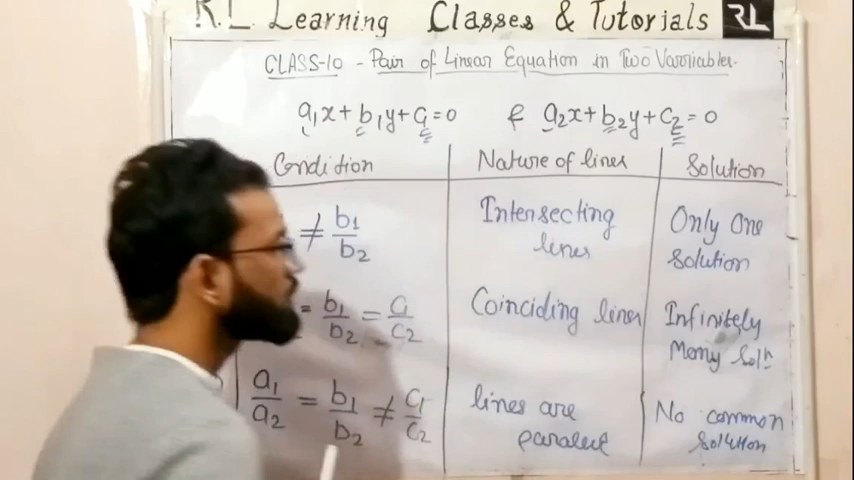 R.L. Learning Classes & Tutorials RL
CLASS-10 - Pair of Linear Equation in Two Varriables.
a₁x + b₁y + c₁ = 0 & a₂x + b₂y + c₂ = 0
Condition Nature of lines Solution
≠ b₁/b₂ Intersecting lines Only One Solution
= b₁/b₂ = c₁/c₂ Coinciding lines Infinitely Many Solⁿ
a₁/a₂ = b₁/b₂ ≠ c₁/c₂ lines are parallel No common Solution